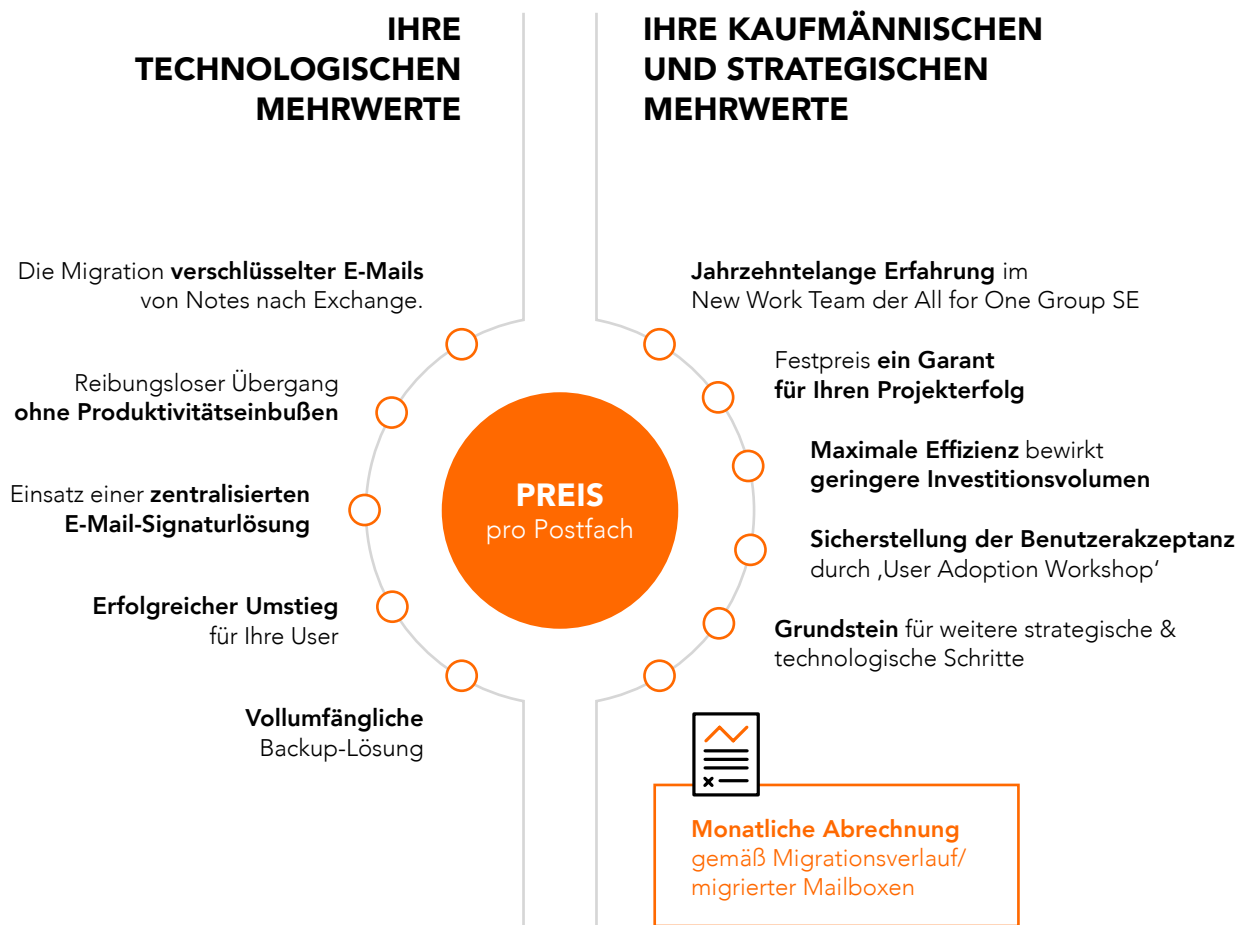 IHRE
TECHNOLOGISCHEN
MEHRWERTE
Die Migration verschlüsselter E-Mails
von Notes nach Exchange.
Reibungsloser Übergang
ohne Produktivitätseinbußen
Einsatz einer zentralisierten
E-Mail-Signaturlösung
Erfolgreicher Umstieg
für Ihre User
Vollumfängliche
Backup-Lösung
PREIS
pro Postfach
IHRE KAUFMÄNNISCHEN
UND STRATEGISCHEN
MEHRWERTE
Jahrzehntelange Erfahrung im
New Work Team der All for One Group SE
Festpreis ein Garant
für Ihren Projekterfolg
Maximale Effizienz bewirkt
geringere Investitionsvolumen
Sicherstellung der Benutzerakzeptanz
durch ‚User Adoption Workshop‘
Grundstein für weitere strategische &
technologische Schritte
Monatliche Abrechnung
gemäß Migrationsverlauf/
migrierter Mailboxen